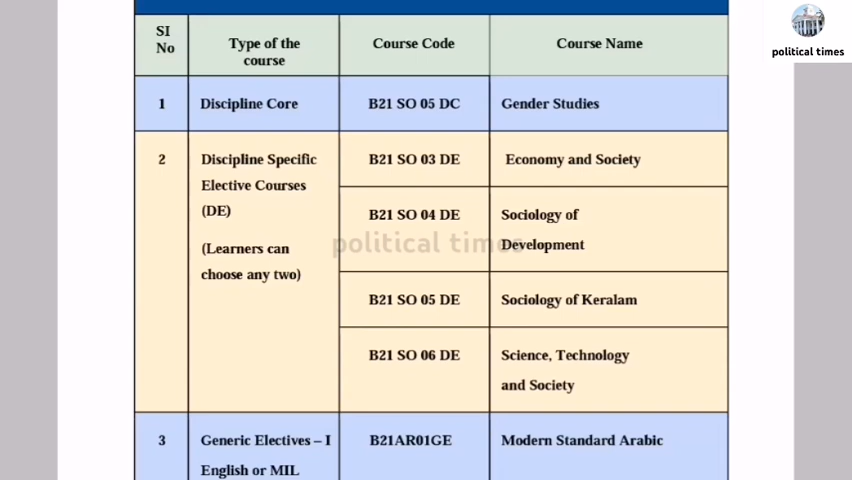 political times
SI No
Type of the course
Course Code
Course Name
1
Discipline Core
B21 SO 05 DC
Gender Studies
2
Discipline Specific
Elective Courses
(DE)
(Learners can
choose any two)
B21 SO 03 DE
Economy and Society
B21 SO 04 DE
Sociology of
Development
B21 SO 05 DE
Sociology of Keralam
B21 SO 06 DE
Science, Technology
and Society
political times
3
Generic Electives – I
English or MIL
B21AR01GE
Modern Standard Arabic